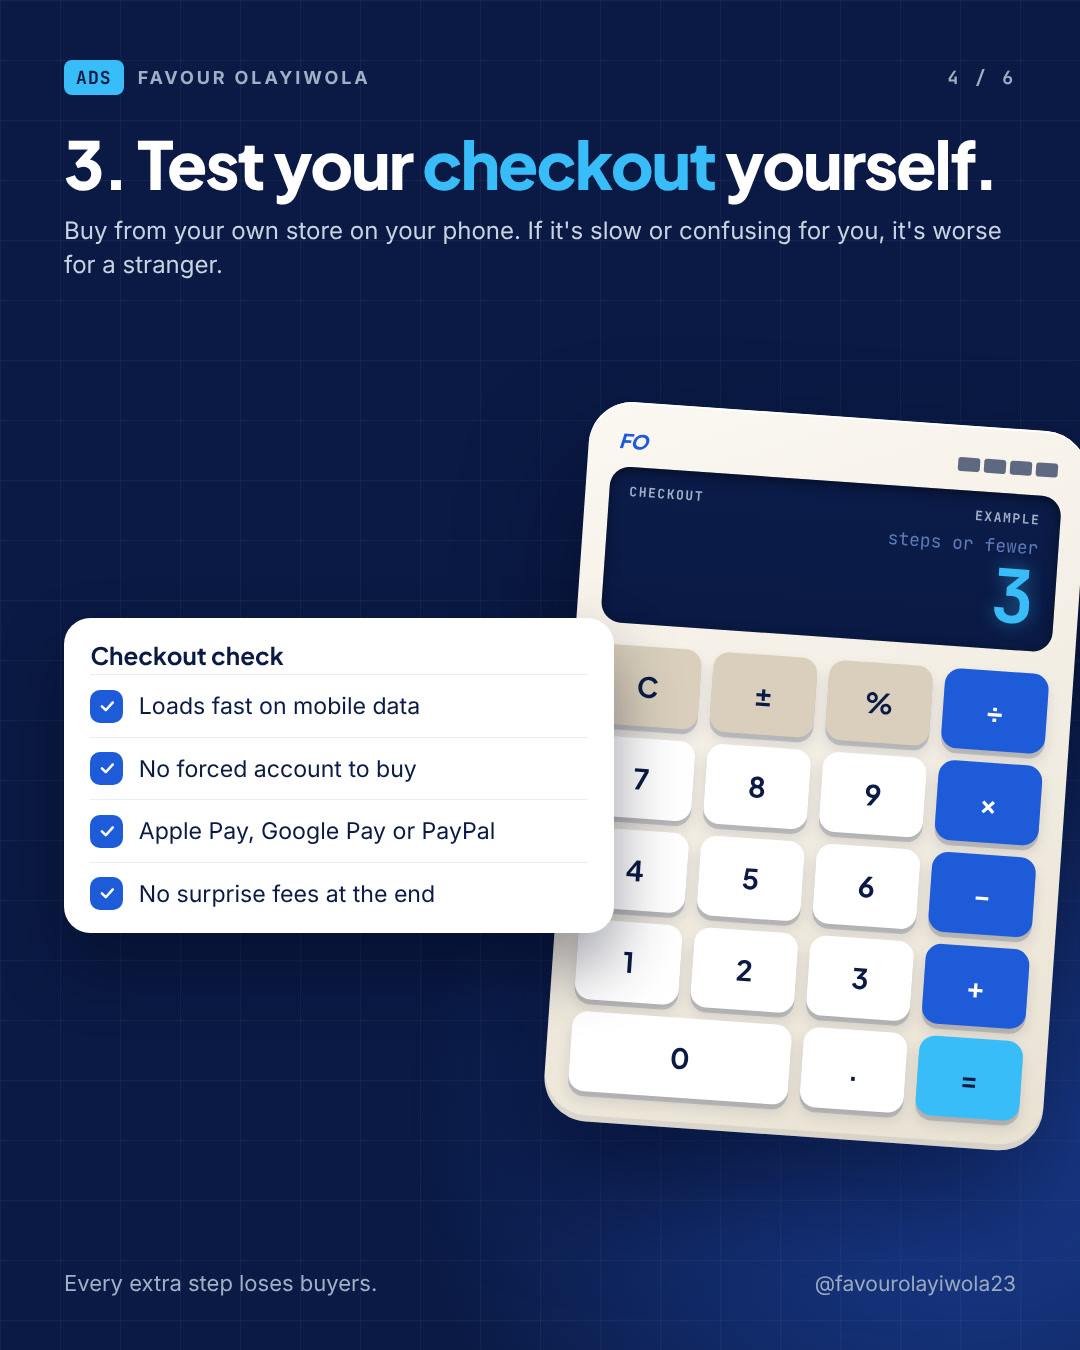 ADS
FAVOUR OLAYIWOLA
4 / 6
3. Test your checkout yourself.
Buy from your own store on your phone. If it's slow or confusing for you, it's worse
for a stranger.
FO
CHECKOUT
EXAMPLE
steps or fewer
3
Checkout check
Loads fast on mobile data
No forced account to buy
Apple Pay, Google Pay or PayPal
No surprise fees at the end
C ± % ÷
7 8 9 ×
4 5 6 −
1 2 3 +
0 . =
Every extra step loses buyers.
@favourolayiwola23